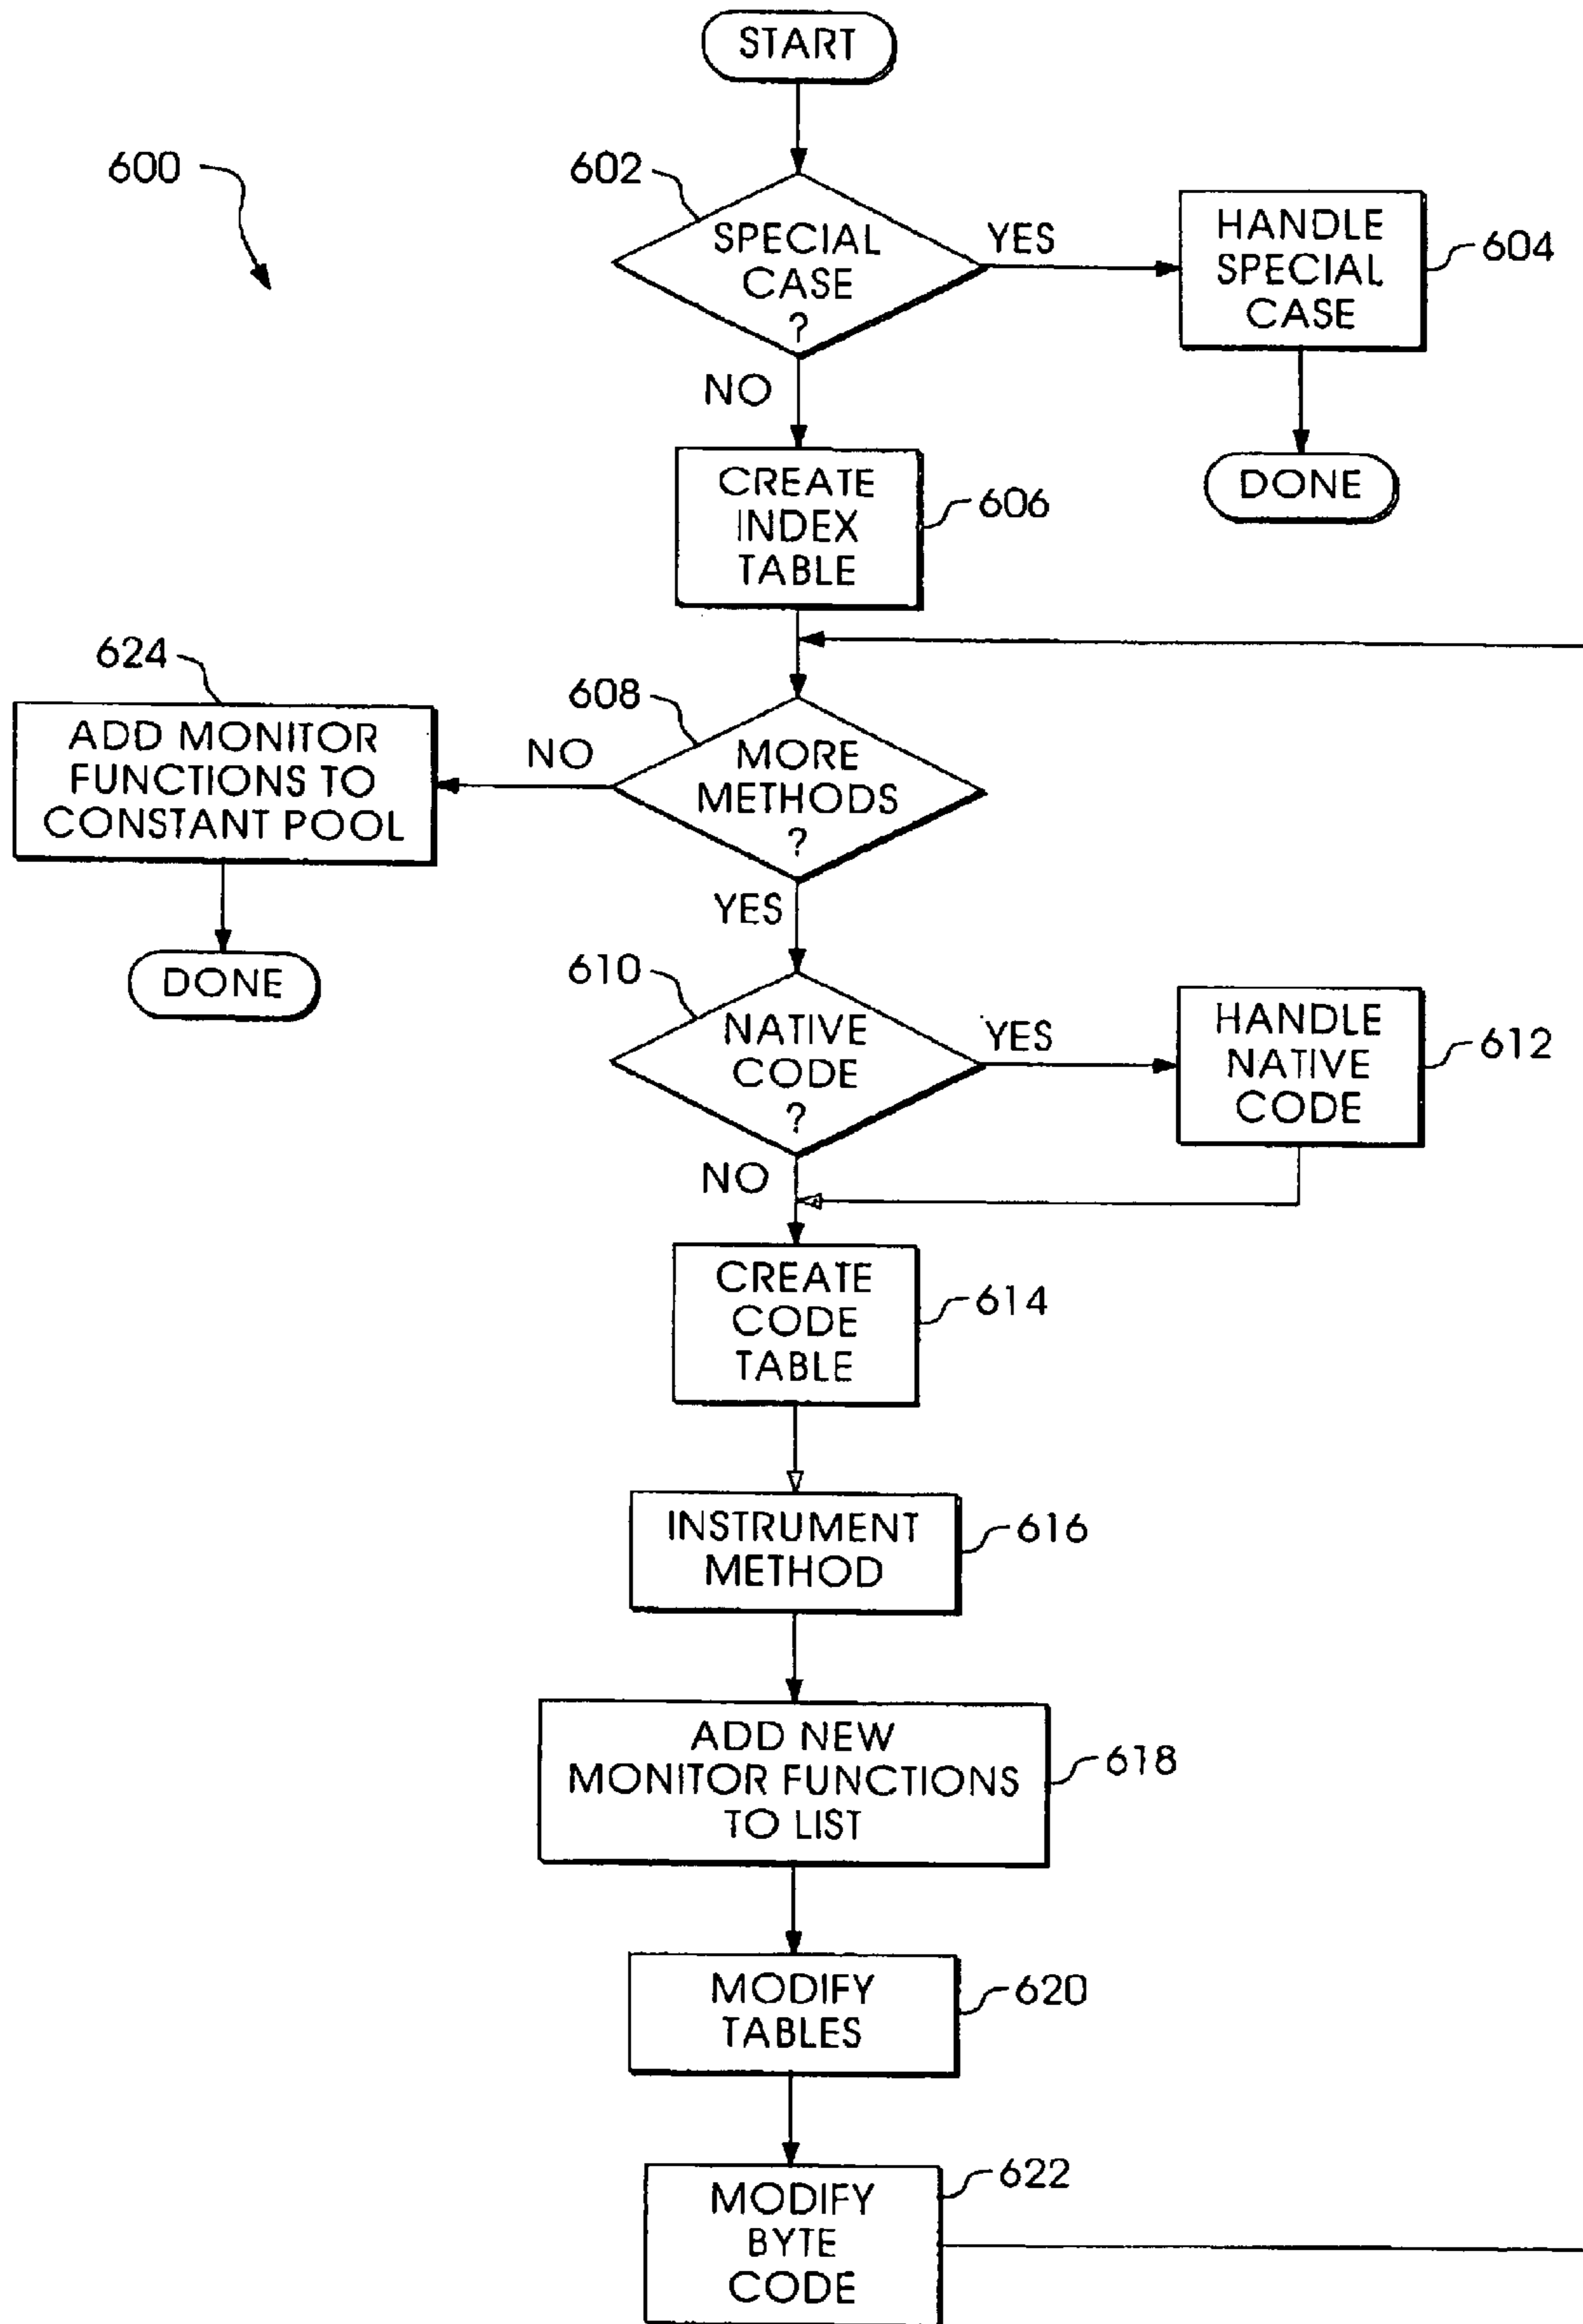 START
600
602
SPECIAL
CASE
?
YES
HANDLE
SPECIAL
CASE
604
NO
DONE
CREATE
INDEX
TABLE
606
624
ADD MONITOR
FUNCTIONS TO
CONSTANT POOL
NO
608
MORE
METHODS
?
YES
DONE
610
NATIVE
CODE
?
YES
HANDLE
NATIVE
CODE
612
NO
CREATE
CODE
TABLE
614
INSTRUMENT
METHOD
616
ADD NEW
MONITOR FUNCTIONS
TO LIST
618
MODIFY
TABLES
620
MODIFY
BYTE
CODE
622